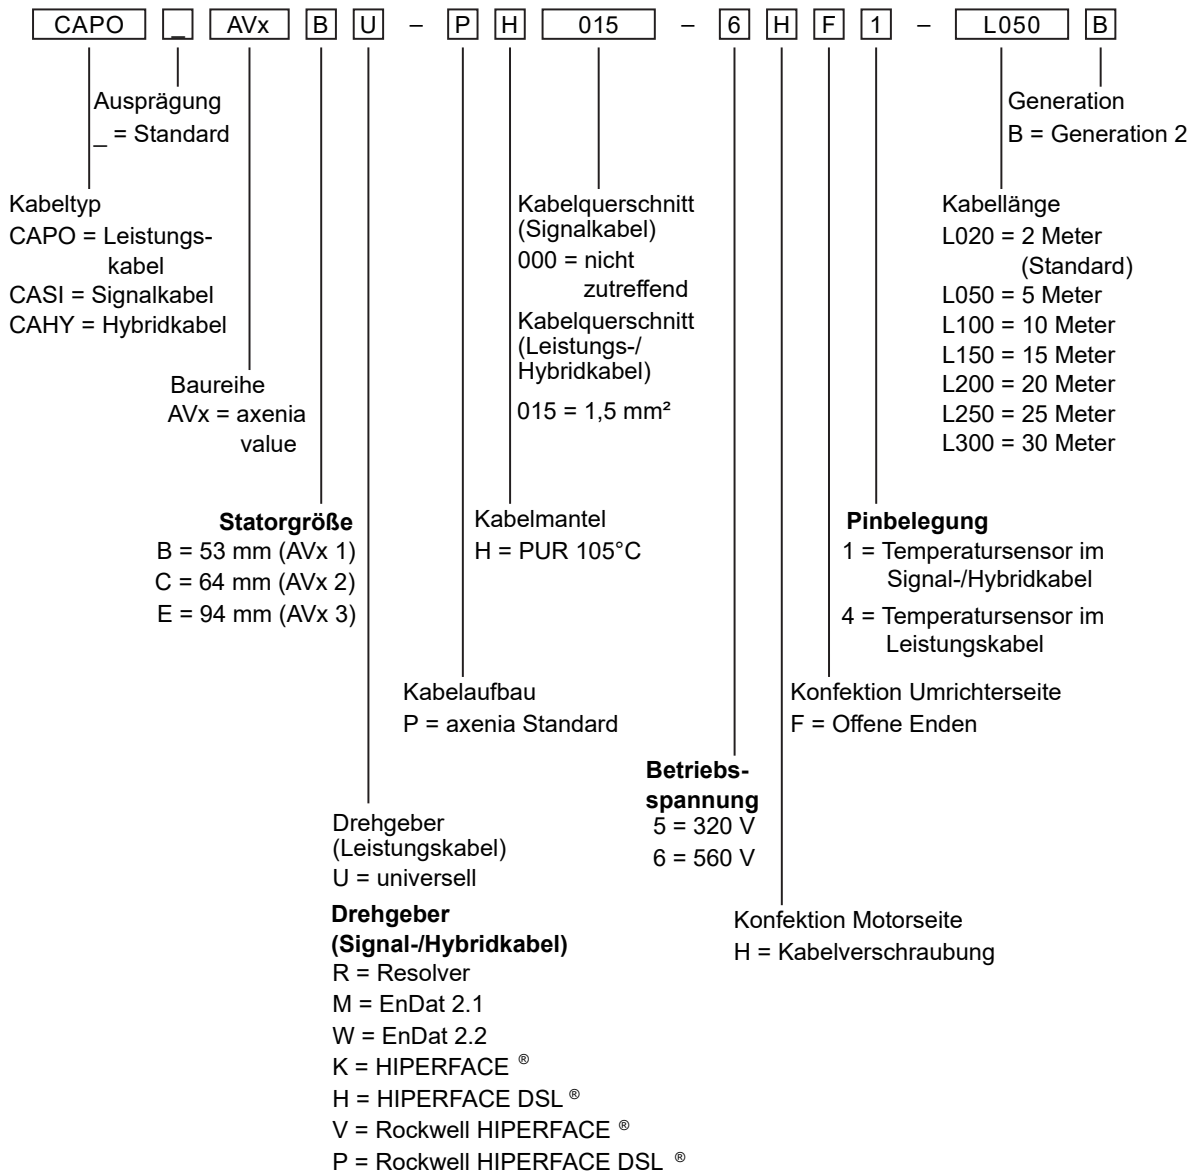 CAPO _ AVx B U – P H 015 – 6 H F 1 – L050 B
Ausprägung
_ = Standard
Generation
B = Generation 2
Kabeltyp
CAPO = Leistungs-
kabel
CASI = Signalkabel
CAHY = Hybridkabel
Kabelquerschnitt
(Signalkabel)
000 = nicht
zutreffend
Kabelquerschnitt
(Leistungs-/
Hybridkabel)
015 = 1,5 mm²
Kabellänge
L020 = 2 Meter
(Standard)
L050 = 5 Meter
L100 = 10 Meter
L150 = 15 Meter
L200 = 20 Meter
L250 = 25 Meter
L300 = 30 Meter
Baureihe
AVx = axenia
value
Statorgröße
B = 53 mm (AVx 1)
C = 64 mm (AVx 2)
E = 94 mm (AVx 3)
Kabelmantel
H = PUR 105°C
Pinbelegung
1 = Temperatursensor im
Signal-/Hybridkabel
4 = Temperatursensor im
Leistungskabel
Kabelaufbau
P = axenia Standard
Konfektion Umrichterseite
F = Offene Enden
Betriebs-
spannung
5 = 320 V
6 = 560 V
Drehgeber
(Leistungskabel)
U = universell
Drehgeber
(Signal-/Hybridkabel)
R = Resolver
M = EnDat 2.1
W = EnDat 2.2
K = HIPERFACE ®
H = HIPERFACE DSL ®
V = Rockwell HIPERFACE ®
P = Rockwell HIPERFACE DSL ®
Konfektion Motorseite
H = Kabelverschraubung